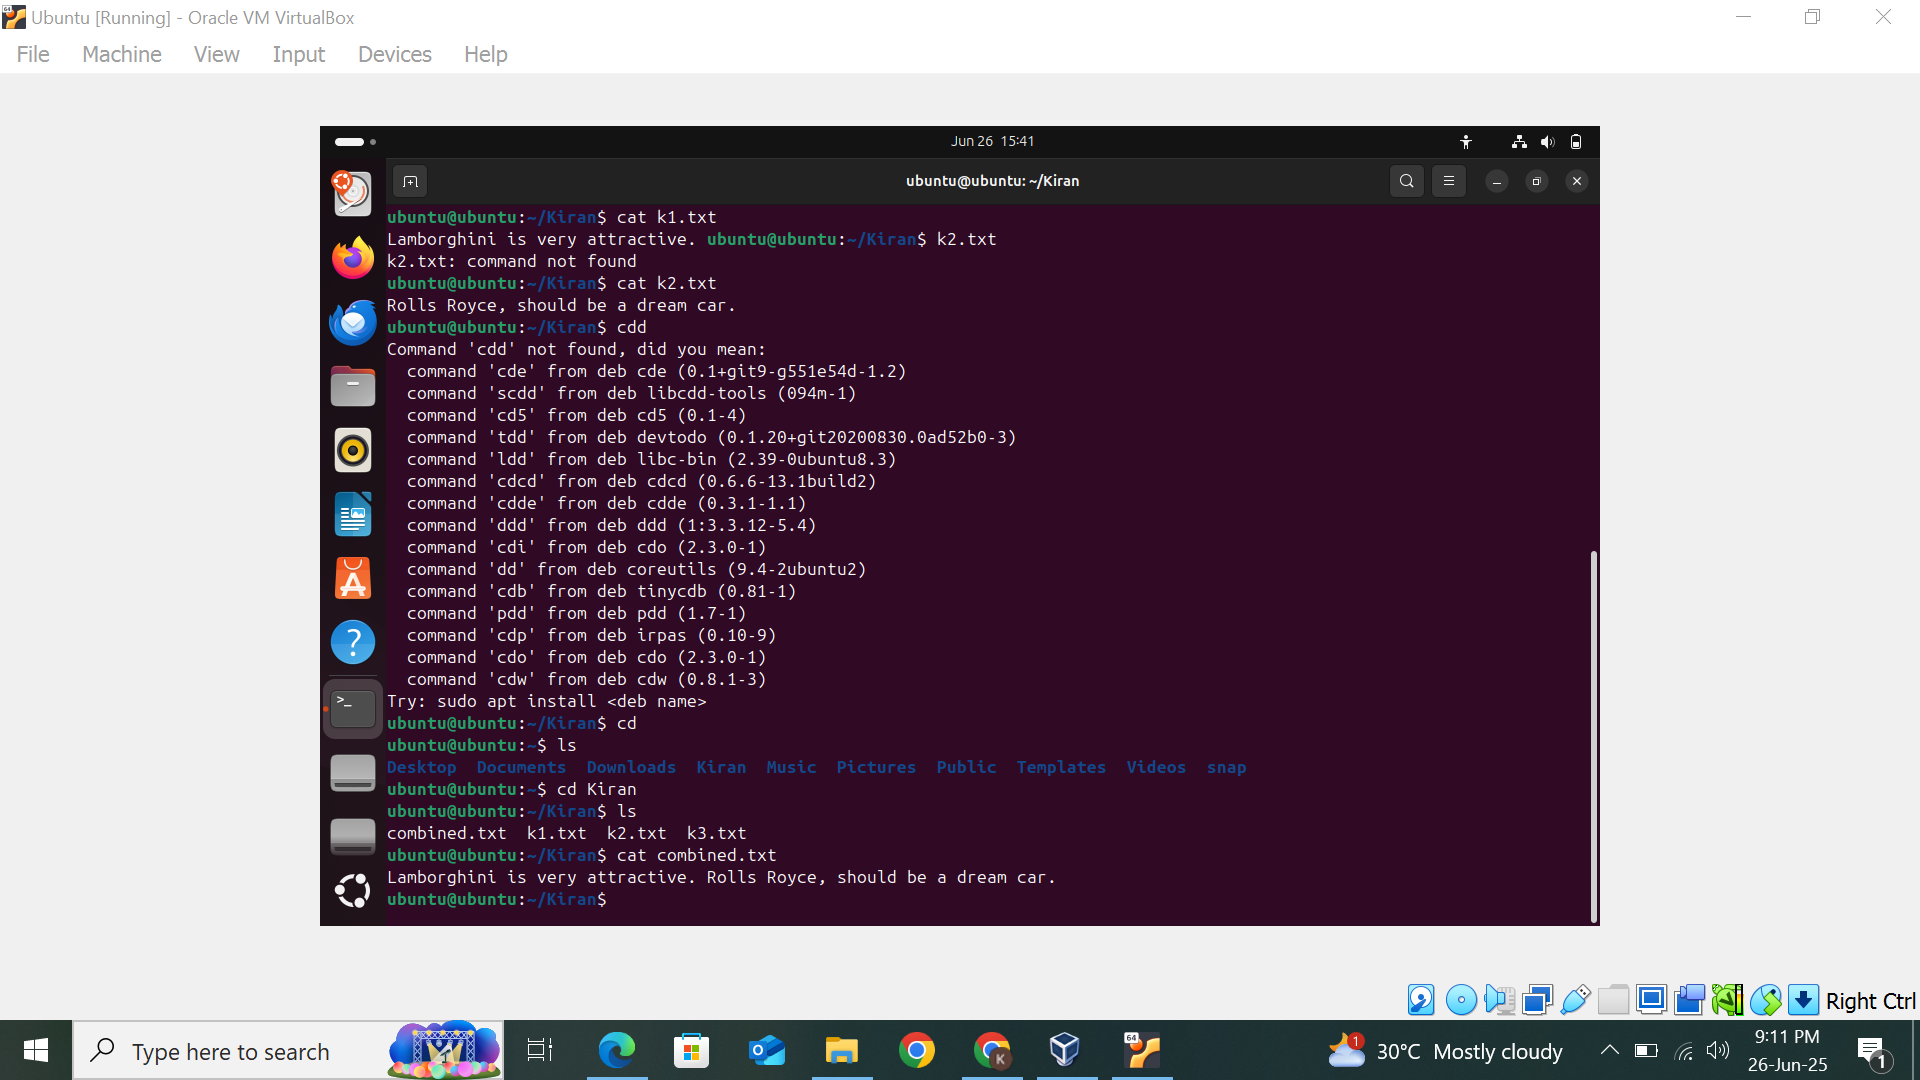 Ubuntu [Running] - Oracle VM VirtualBox
File Machine View Input Devices Help
Jun 26 15:41
ubuntu@ubuntu: ~/Kiran
ubuntu@ubuntu:~/Kiran$ cat k1.txt
Lamborghini is very attractive. ubuntu@ubuntu:~/Kiran$ k2.txt
k2.txt: command not found
ubuntu@ubuntu:~/Kiran$ cat k2.txt
Rolls Royce, should be a dream car.
ubuntu@ubuntu:~/Kiran$ cdd
Command 'cdd' not found, did you mean:
  command 'cde' from deb cde (0.1+git9-g551e54d-1.2)
  command 'scdd' from deb libcdd-tools (094m-1)
  command 'cd5' from deb cd5 (0.1-4)
  command 'tdd' from deb devtodo (0.1.20+git20200830.0ad52b0-3)
  command 'ldd' from deb libc-bin (2.39-0ubuntu8.3)
  command 'cdcd' from deb cdcd (0.6.6-13.1build2)
  command 'cdde' from deb cdde (0.3.1-1.1)
  command 'ddd' from deb ddd (1:3.3.12-5.4)
  command 'cdi' from deb cdo (2.3.0-1)
  command 'dd' from deb coreutils (9.4-2ubuntu2)
  command 'cdb' from deb tinycdb (0.81-1)
  command 'pdd' from deb pdd (1.7-1)
  command 'cdp' from deb irpas (0.10-9)
  command 'cdo' from deb cdo (2.3.0-1)
  command 'cdw' from deb cdw (0.8.1-3)
Try: sudo apt install <deb name>
ubuntu@ubuntu:~/Kiran$ cd
ubuntu@ubuntu:~$ ls
Desktop Documents Downloads Kiran Music Pictures Public Templates Videos snap
ubuntu@ubuntu:~$ cd Kiran
ubuntu@ubuntu:~/Kiran$ ls
combined.txt k1.txt k2.txt k3.txt
ubuntu@ubuntu:~/Kiran$ cat combined.txt
Lamborghini is very attractive. Rolls Royce, should be a dream car.
ubuntu@ubuntu:~/Kiran$
Right Ctrl
Type here to search
64
K
1
30°C Mostly cloudy
9:11 PM
26-Jun-25
1